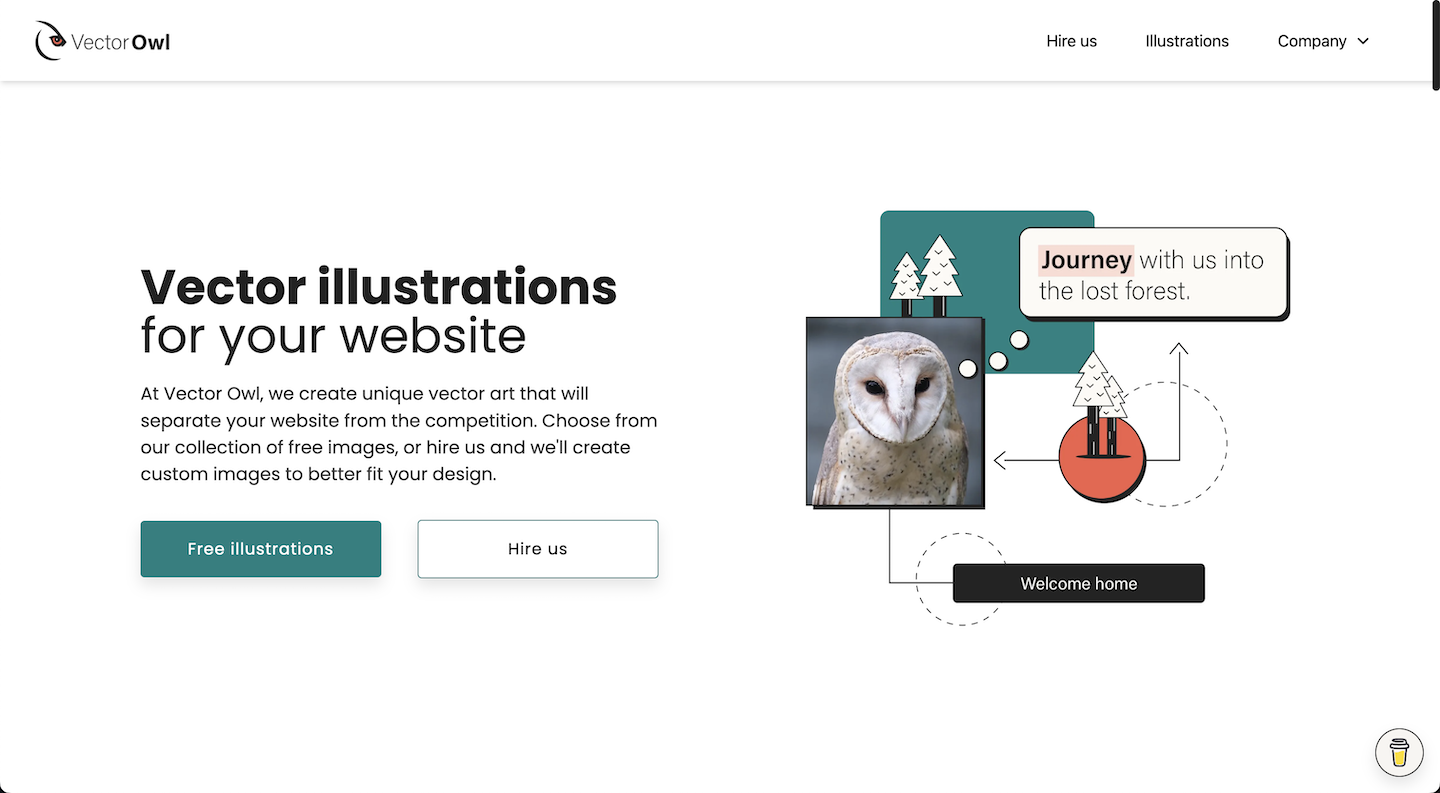 Vector Owl
Hire us
Illustrations
Company
Vector illustrations
for your website
At Vector Owl, we create unique vector art that will
separate your website from the competition. Choose from
our collection of free images, or hire us and we'll create
custom images to better fit your design.
Free illustrations
Hire us
Journey with us into
the lost forest.
Welcome home